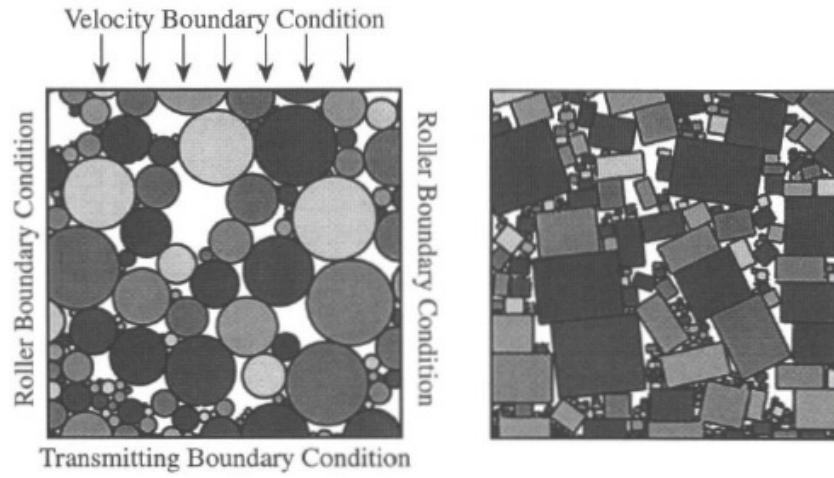 Velocity Boundary Condition
Roller Boundary Condition
Roller Boundary Condition
Transmitting Boundary Condition